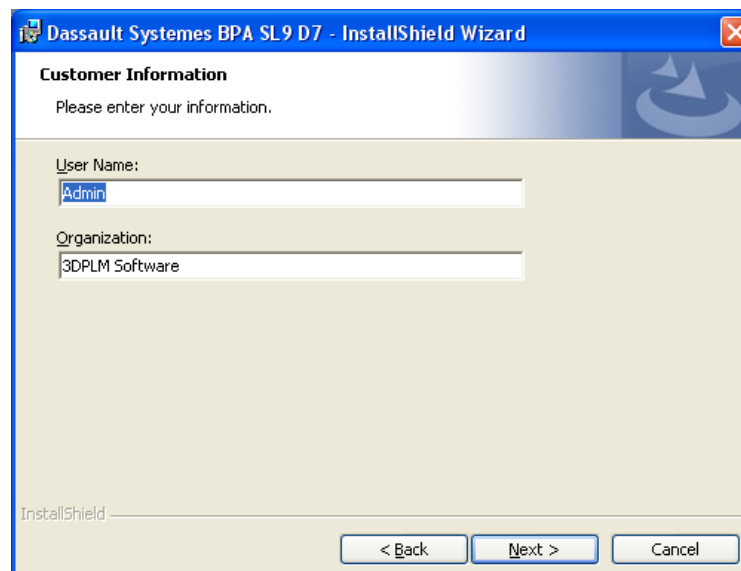 Dassault Systemes BPA SL9 D7 - InstallShield Wizard
Customer Information
Please enter your information.
User Name:
Admin
Organization:
3DPLM Software
InstallShield
< Back
Next >
Cancel